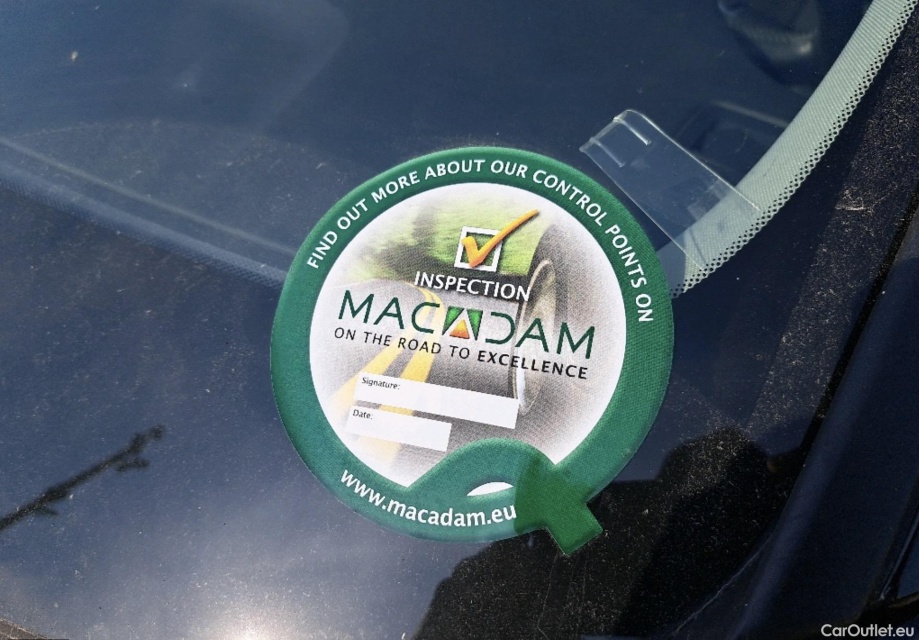 FIND OUT MORE ABOUT OUR CONTROL POINTS ON
INSPECTION
MACADAM
ON THE ROAD TO EXCELLENCE
Signature:
Date:
www.macadam.eu
CarOutlet.eu